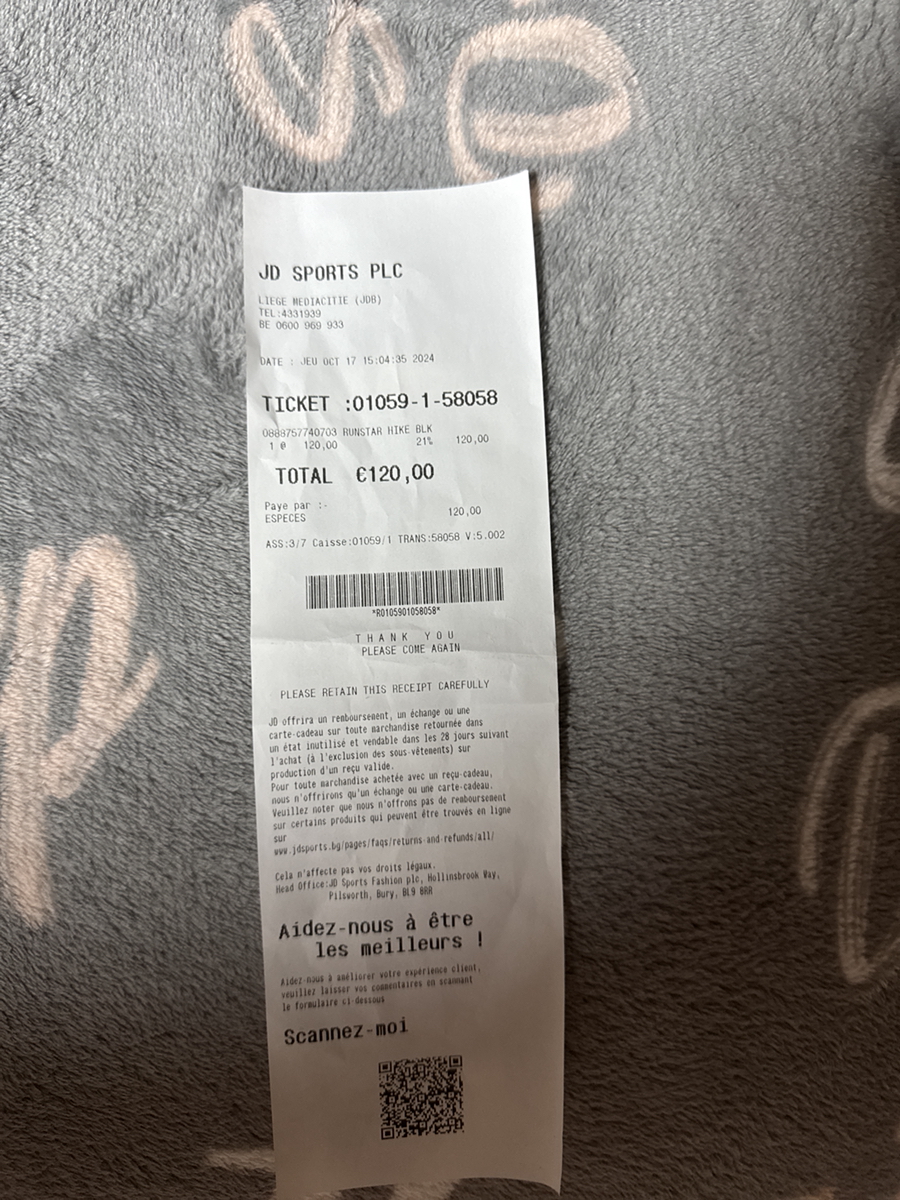 JD SPORTS PLC
LIEGE MEDIACITIE (JDB)
TEL:4331939
BE 0600 969 933
DATE : JEU OCT 17 15:04:35 2024
TICKET :01059-1-58058
0888757740703 RUNSTAR HIKE BLK
1 @ 120,00 21% 120,00
TOTAL €120,00
Paye par :-
ESPECES 120,00
ASS:3/7 Caisse:01059/1 TRANS:58058 V:5.002
*R0105901058058*
THANK YOU
PLEASE COME AGAIN
PLEASE RETAIN THIS RECEIPT CAREFULLY
JD offrira un remboursement, un échange ou une
carte-cadeau sur toute marchandise retournée dans
un état inutilisé et vendable dans les 28 jours suivant
l'achat (à l'exclusion des sous-vêtements) sur
production d'un reçu valide.
Pour toute marchandise achetée avec un reçu-cadeau,
nous n'offrirons qu'un échange ou une carte-cadeau.
Veuillez noter que nous n'offrons pas de remboursement
sur certains produits qui peuvent être trouvés en ligne
sur
www.jdsports.bg/pages/faqs/returns-and-refunds/all/
Cela n'affecte pas vos droits légaux.
Head Office:JD Sports Fashion plc, Hollinsbrook Way,
Pilsworth, Bury, BL9 8RR
Aidez-nous à être
les meilleurs !
Aidez-nous à améliorer votre expérience client,
veuillez laisser vos commentaires en scannant
le formulaire ci-dessous
Scannez-moi